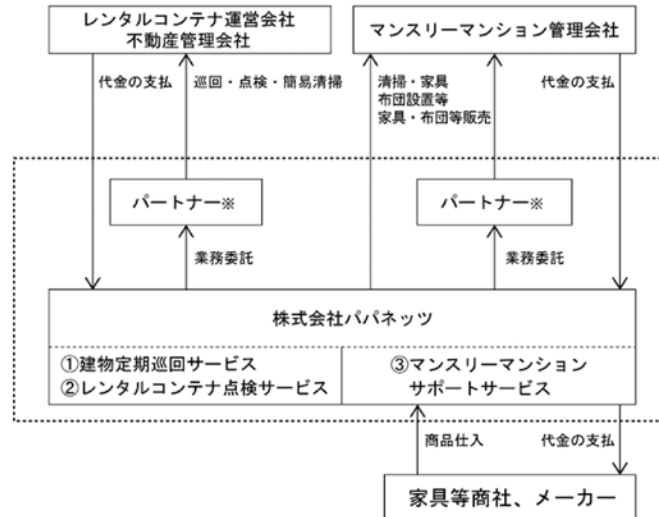 レンタルコンテナ運営会社
不動産管理会社
マンスリーマンション管理会社
代金の支払
巡回・点検・簡易清掃
清掃・家具
布団設置等
家具・布団等販売
代金の支払
パートナー※
パートナー※
業務委託
業務委託
株式会社パパネッツ
①建物定期巡回サービス
②レンタルコンテナ点検サービス
③マンスリーマンション
サポートサービス
商品仕入
代金の支払
家具等商社、メーカー